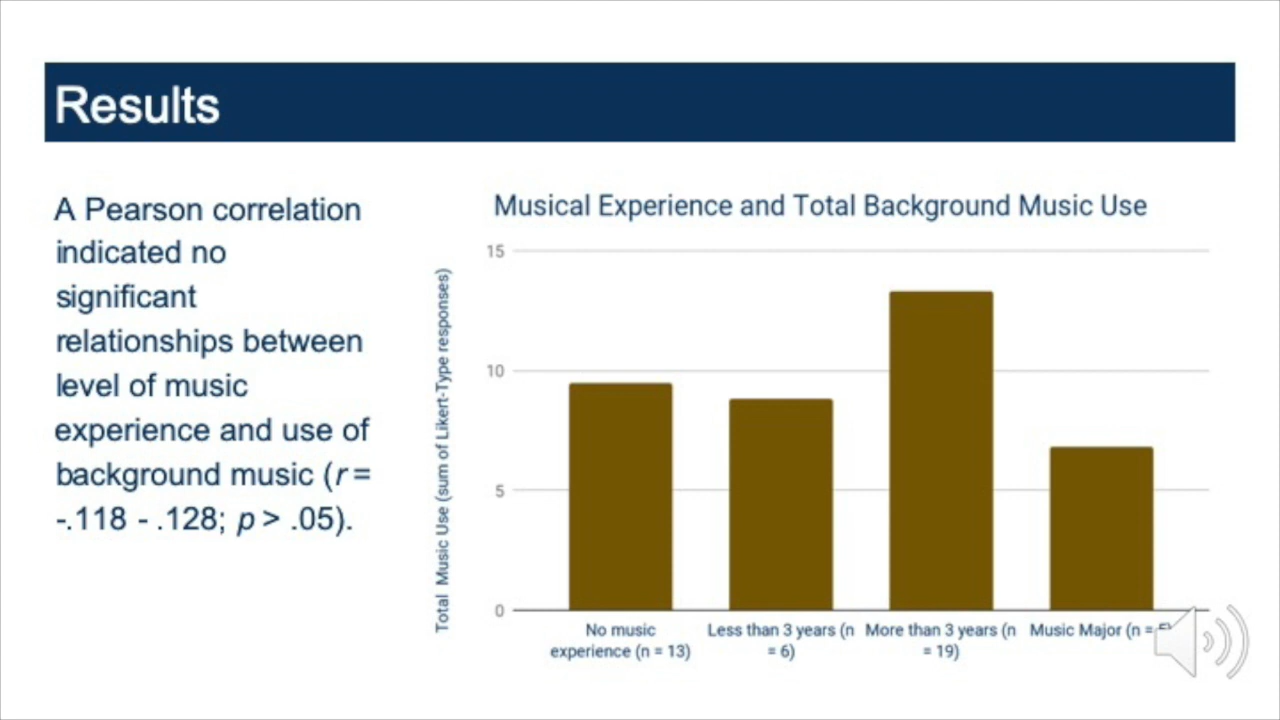 Results
A Pearson correlation
indicated no
significant
relationships between
level of music
experience and use of
background music (r =
-.118 - .128; p > .05).
Musical Experience and Total Background Music Use
Total Music Use (sum of Likert-Type responses)
15
10
5
0
No music
experience (n = 13)
Less than 3 years (n
= 6)
More than 3 years (n
= 19)
Music Major (n =